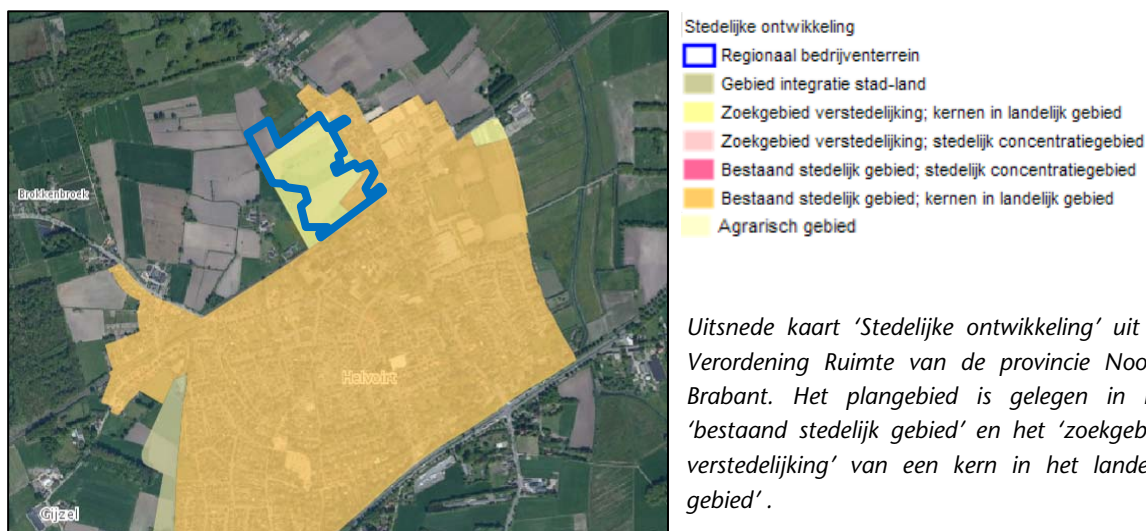 Stedelijke ontwikkeling
Regionaal bedrijventerrein
Gebied integratie stad-land
Zoekgebied verstedelijking; kernen in landelijk gebied
Zoekgebied verstedelijking; stedelijk concentratiegebied
Bestaand stedelijk gebied; stedelijk concentratiegebied
Bestaand stedelijk gebied; kernen in landelijk gebied
Agrarisch gebied
Brokkenbroek
Helvoirt
Gijzel
Uitsnede kaart ‘Stedelijke ontwikkeling’ uit
Verordening Ruimte van de provincie Noo
Brabant. Het plangebied is gelegen in
‘bestaand stedelijk gebied’ en het ‘zoekgeb
verstedelijking’ van een kern in het lande
gebied’ .